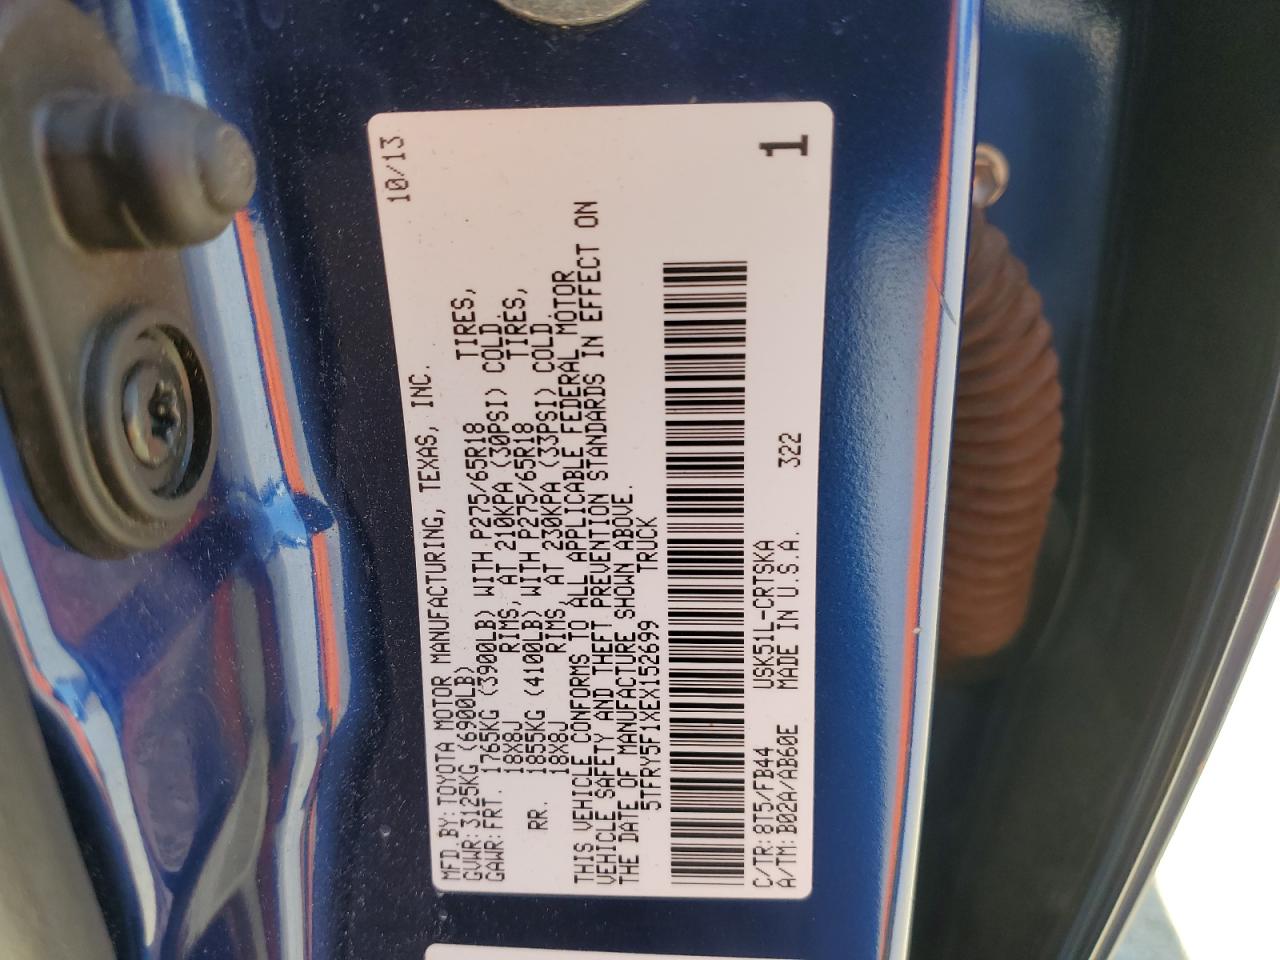 MFD.BY:TOYOTA MOTOR MANUFACTURING, TEXAS, INC. 10/13
GVWR:3125KG (6900LB)
GAWR:FRT. 1765KG (3900LB) WITH P275/65R18 TIRES,
18X8J RIMS, AT 210KPA (30PSI) COLD.
RR. 1855KG (4100LB) WITH P275/65R18 TIRES,
18X8J RIMS, AT 230KPA (33PSI) COLD.
THIS VEHICLE CONFORMS TO ALL APPLICABLE FEDERAL MOTOR
VEHICLE SAFETY AND THEFT PREVENTION STANDARDS IN EFFECT ON
THE DATE OF MANUFACTURE SHOWN ABOVE.
5TFRY5F1XEX152699 TRUCK
C/TR:8T5/FB44 USK51L-CRTSKA
A/TM:B02A/AB60E MADE IN U.S.A. 322 1